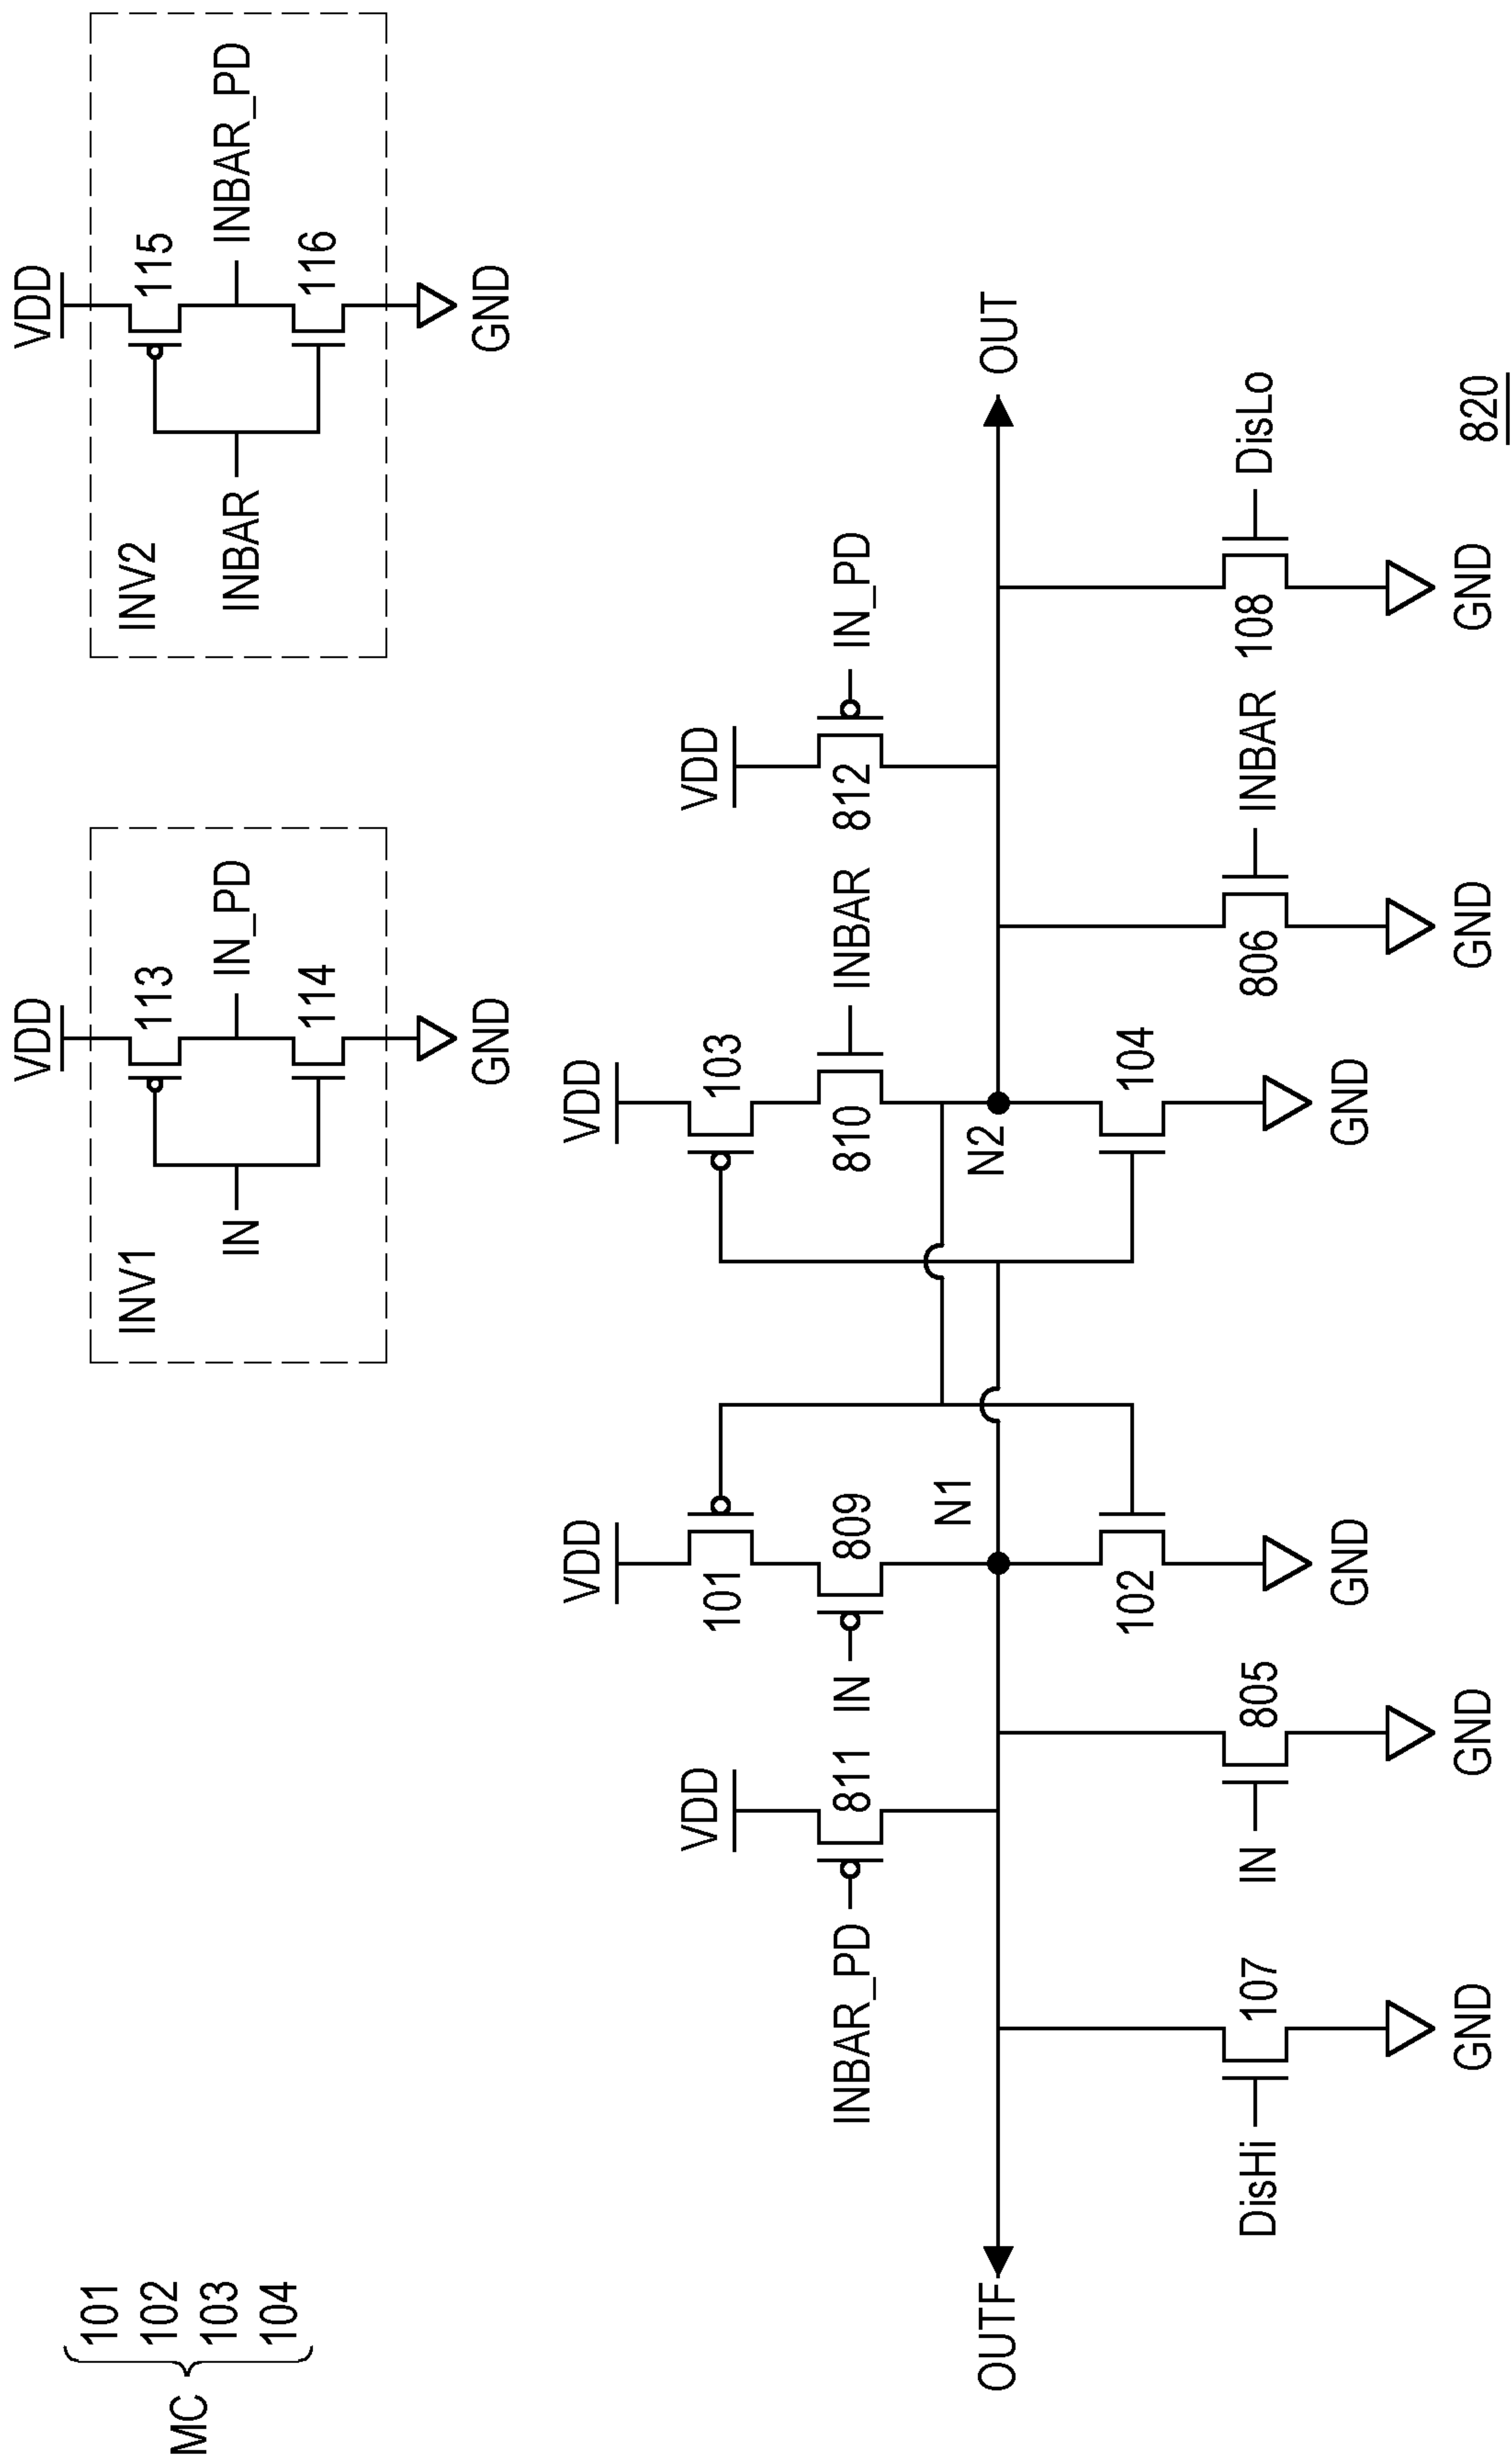 MC
101
102
103
104
INV1
VDD
113
IN
IN_PD
114
GND
INV2
VDD
115
INBAR
INBAR_PD
116
GND
VDD
101
VDD
103
VDD
811
INBAR_PD
IN
809
810
INBAR
VDD
812
IN_PD
N1
N2
OUTF
OUT
102
104
GND
GND
DisHi
107
IN
805
806
INBAR
108
DisLo
GND
GND
GND
GND
820